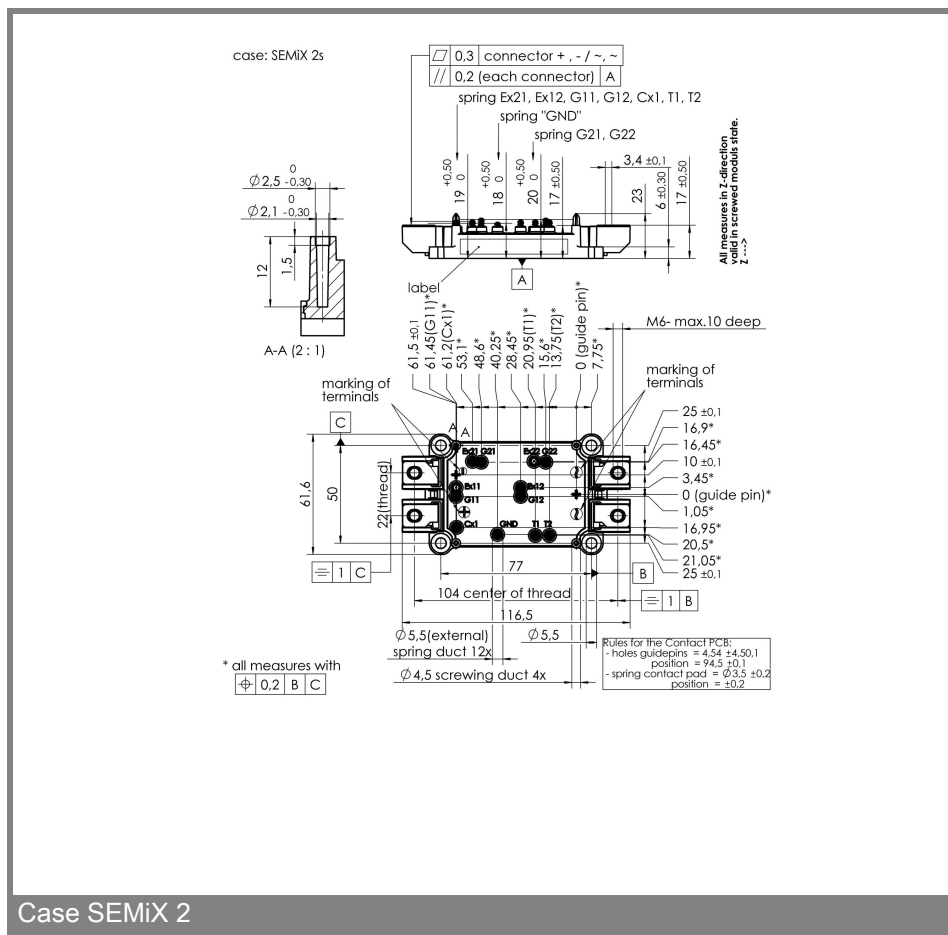 case: SEMiX 2s
0,3 connector + , - / ~, ~
// 0,2 (each connector) A
spring Ex21, Ex12, G11, G12, Cx1, T1, T2
spring "GND"
spring G21, G22
All measures in Z-direction
valid in screwed moduls state.
Z --->
19 +0,50 0
18 +0,50 0
20 +0,50 0
17 ±0,50
3,4 ±0,1
23
6 ±0,30
17 ±0,50
Ø 2,5 0 -0,30
Ø 2,1 0 -0,30
12
1,5
A-A (2 : 1)
label
A
61,5 ±0,1
61,45(G11)*
61,2(Cx1)*
53,1*
48,6*
40,25*
28,45*
20,95(T1)*
15,6*
13,75(T2)*
0 (guide pin)*
7,75*
M6- max.10 deep
marking of
terminals
marking of
terminals
C
A A
Ex21 G21 Ex22 G22
Ex11 Ex12
G11 G12
Cx1 GND T1 T2
61,6
50
22(thread)
25 ±0,1
16,9*
16,45*
10 ±0,1
3,45*
0 (guide pin)*
1,05*
16,95*
20,5*
21,05*
25 ±0,1
1 C
77
B
104 center of thread
1 B
116,5
Ø 5,5(external)
spring duct 12x
Ø 5,5
Ø 4,5 screwing duct 4x
Rules for the Contact PCB:
- holes guidepins = 4,54 ±4,50,1
position = 94,5 ±0,1
- spring contact pad = Ø3,5 ±0,2
position = ±0,2
* all measures with
0,2 B C
Case SEMiX 2